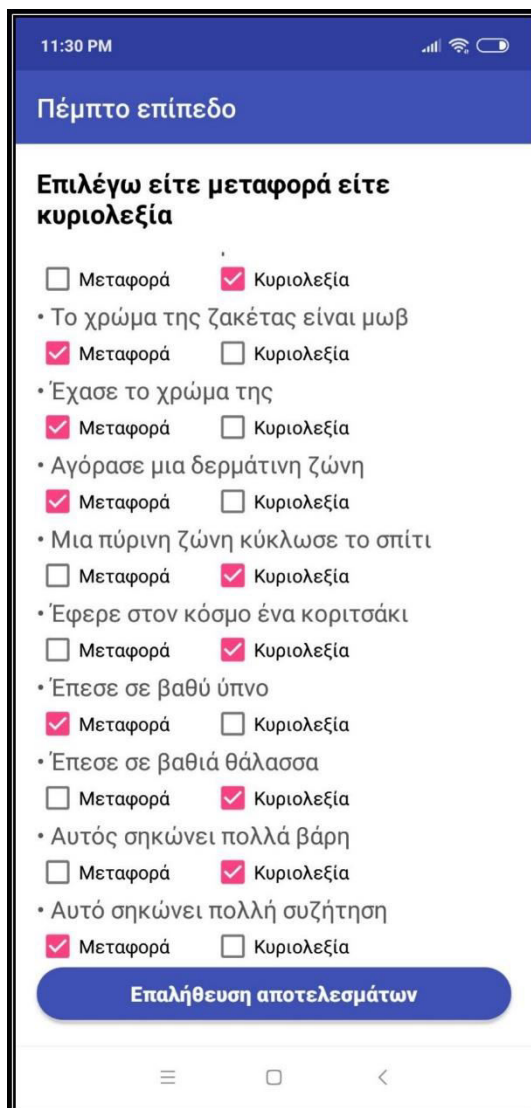 11:30 PM
Πέμπτο επίπεδο
Επιλέγω είτε μεταφορά είτε
κυριολεξία
Μεταφορά Κυριολεξία
• Το χρώμα της ζακέτας είναι μωβ
Μεταφορά Κυριολεξία
• Έχασε το χρώμα της
Μεταφορά Κυριολεξία
• Αγόρασε μια δερμάτινη ζώνη
Μεταφορά Κυριολεξία
• Μια πύρινη ζώνη κύκλωσε το σπίτι
Μεταφορά Κυριολεξία
• Έφερε στον κόσμο ένα κοριτσάκι
Μεταφορά Κυριολεξία
• Έπεσε σε βαθύ ύπνο
Μεταφορά Κυριολεξία
• Έπεσε σε βαθιά θάλασσα
Μεταφορά Κυριολεξία
• Αυτός σηκώνει πολλά βάρη
Μεταφορά Κυριολεξία
• Αυτό σηκώνει πολλή συζήτηση
Μεταφορά Κυριολεξία
Επαλήθευση αποτελεσμάτων